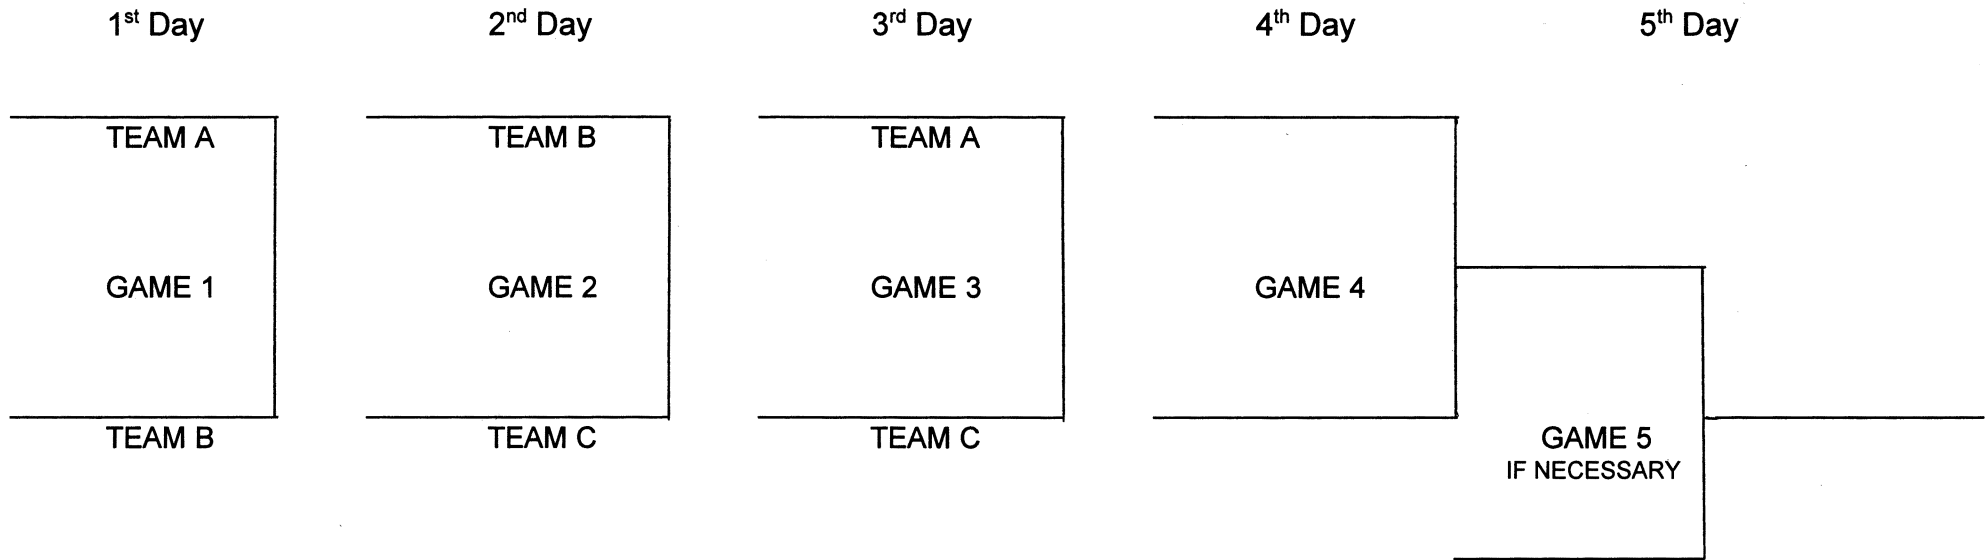 1st Day 2nd Day 3rd Day 4th Day 5th Day
TEAM A TEAM B TEAM A
GAME 1 GAME 2 GAME 3 GAME 4
TEAM B TEAM C TEAM C GAME 5
IF NECESSARY